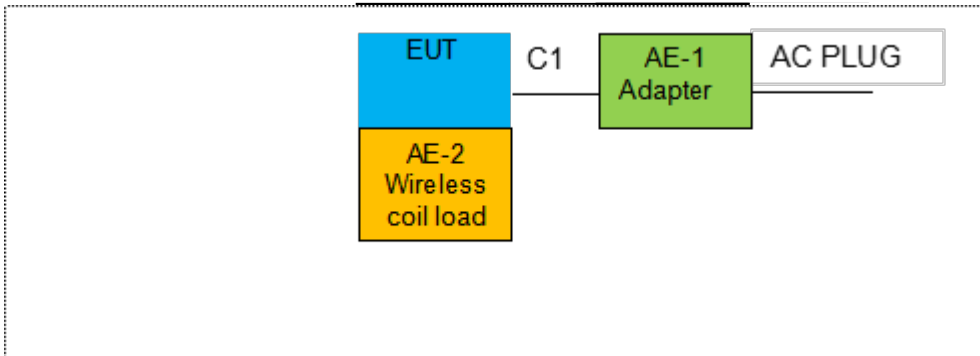 EUT
C1
AE-1
Adapter
AC PLUG
AE-2
Wireless
coil load